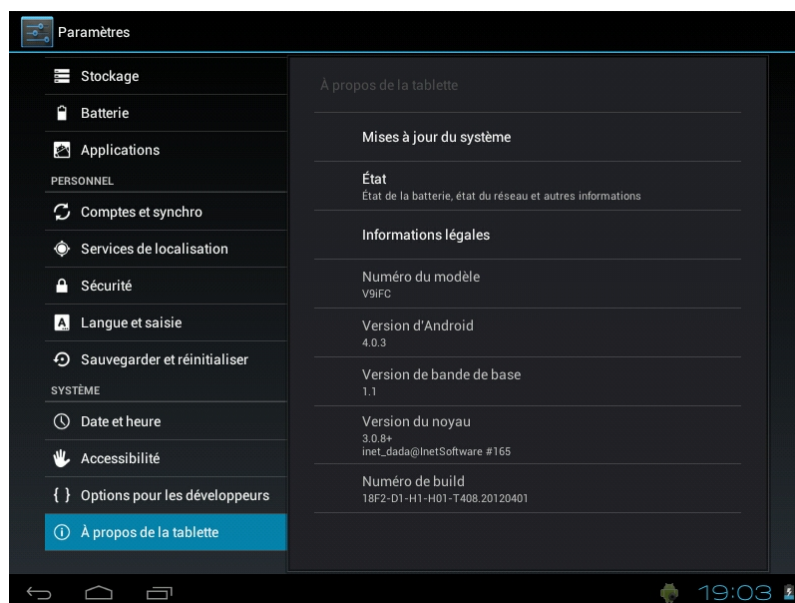 Paramètres
Stockage
Batterie
Applications
PERSONNEL
Comptes et synchro
Services de localisation
Sécurité
Langue et saisie
Sauvegarder et réinitialiser
SYSTÈME
Date et heure
Accessibilité
{ } Options pour les développeurs
À propos de la tablette
À propos de la tablette
Mises à jour du système
État
État de la batterie, état du réseau et autres informations
Informations légales
Numéro du modèle
V9iFC
Version d'Android
4.0.3
Version de bande de base
1.1
Version du noyau
3.0.8+
inet_dada@InetSoftware #165
Numéro de build
18F2-D1-H1-H01-T408.20120401
19:03